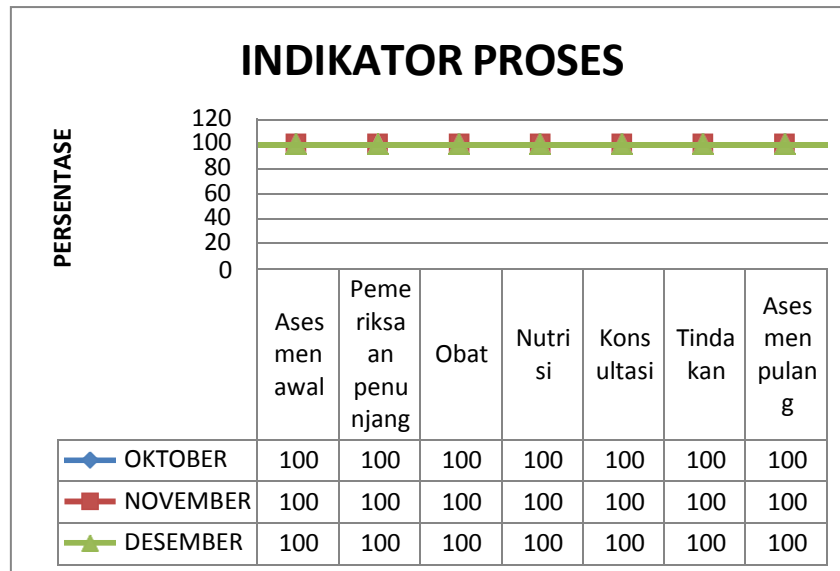 INDIKATOR PROSES
PERSENTASE
120
100
80
60
40
20
0
Ases
men
awal
Peme
riksa
an
penu
njang
Obat
Nutri
si
Kons
ultasi
Tinda
kan
Ases
men
pulan
g
OKTOBER 100 100 100 100 100 100 100
NOVEMBER 100 100 100 100 100 100 100
DESEMBER 100 100 100 100 100 100 100